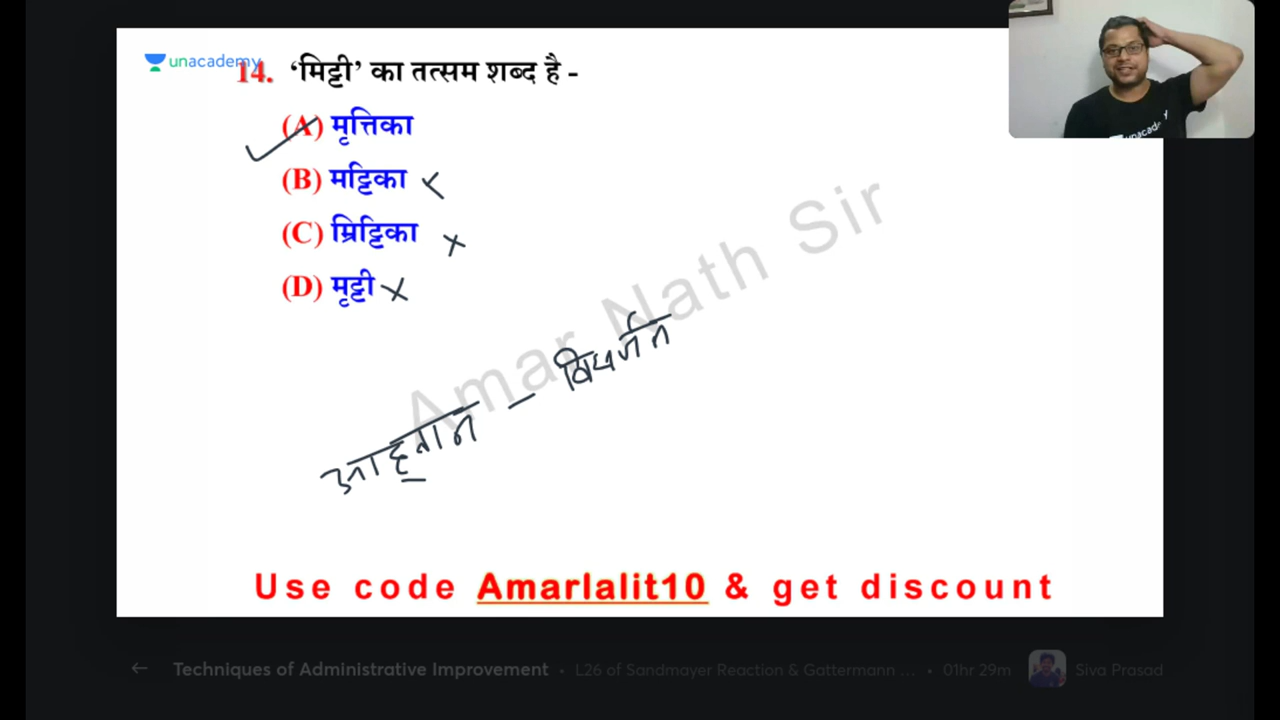 unacademy
14. ‘मिट्टी’ का तत्सम शब्द है -
(A) मृत्तिका
(B) मट्टिका
(C) म्रिट्टिका
(D) मृट्टी
Amar Nath Sir
आह्वान - विसर्जन
Use code Amarlalit10 & get discount
unacademy
← Techniques of Administrative Improvement • L26 of Sandmayer Reaction & Gattermann ... • 01hr 29m Siva Prasad